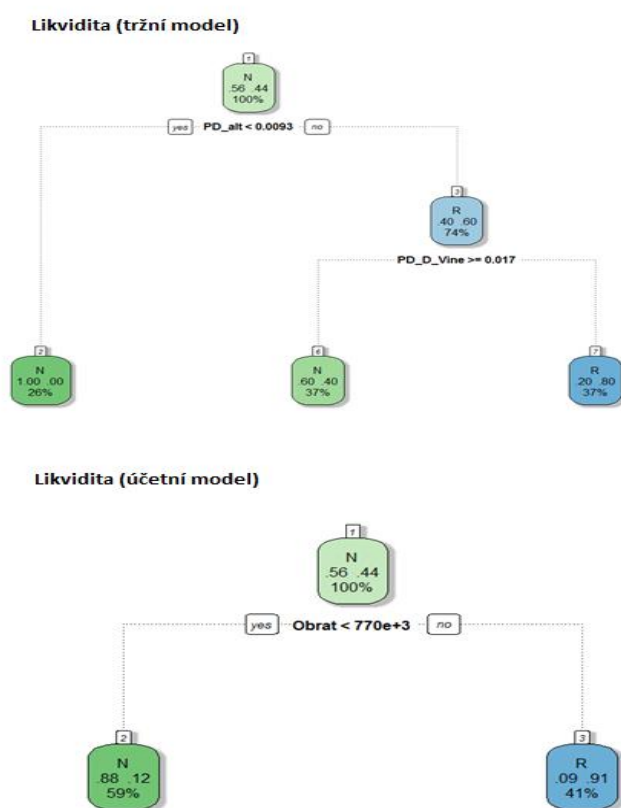 Likvidita (tržní model)
1
N
.56 .44
100%
yes PD_alt < 0.0093 no
3
R
.40 .60
74%
PD_D_Vine >= 0.017
2
N
1.00 .00
26%
6
N
.60 .40
37%
7
R
.20 .80
37%
Likvidita (účetní model)
1
N
.56 .44
100%
yes Obrat < 770e+3 no
2
N
.88 .12
59%
3
R
.09 .91
41%